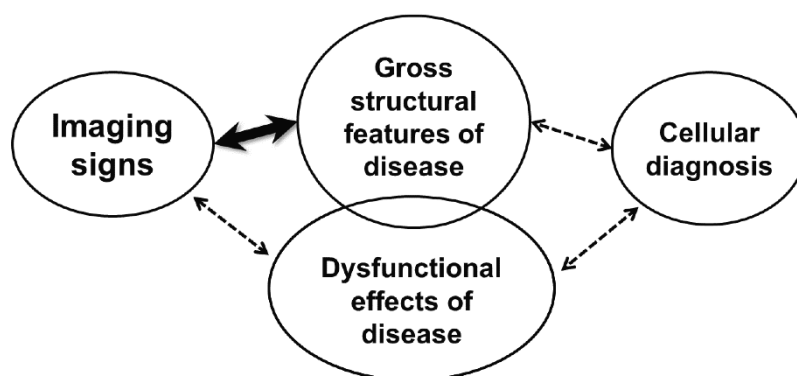 Imaging
signs
Gross
structural
features of
disease
Cellular
diagnosis
Dysfunctional
effects of
disease